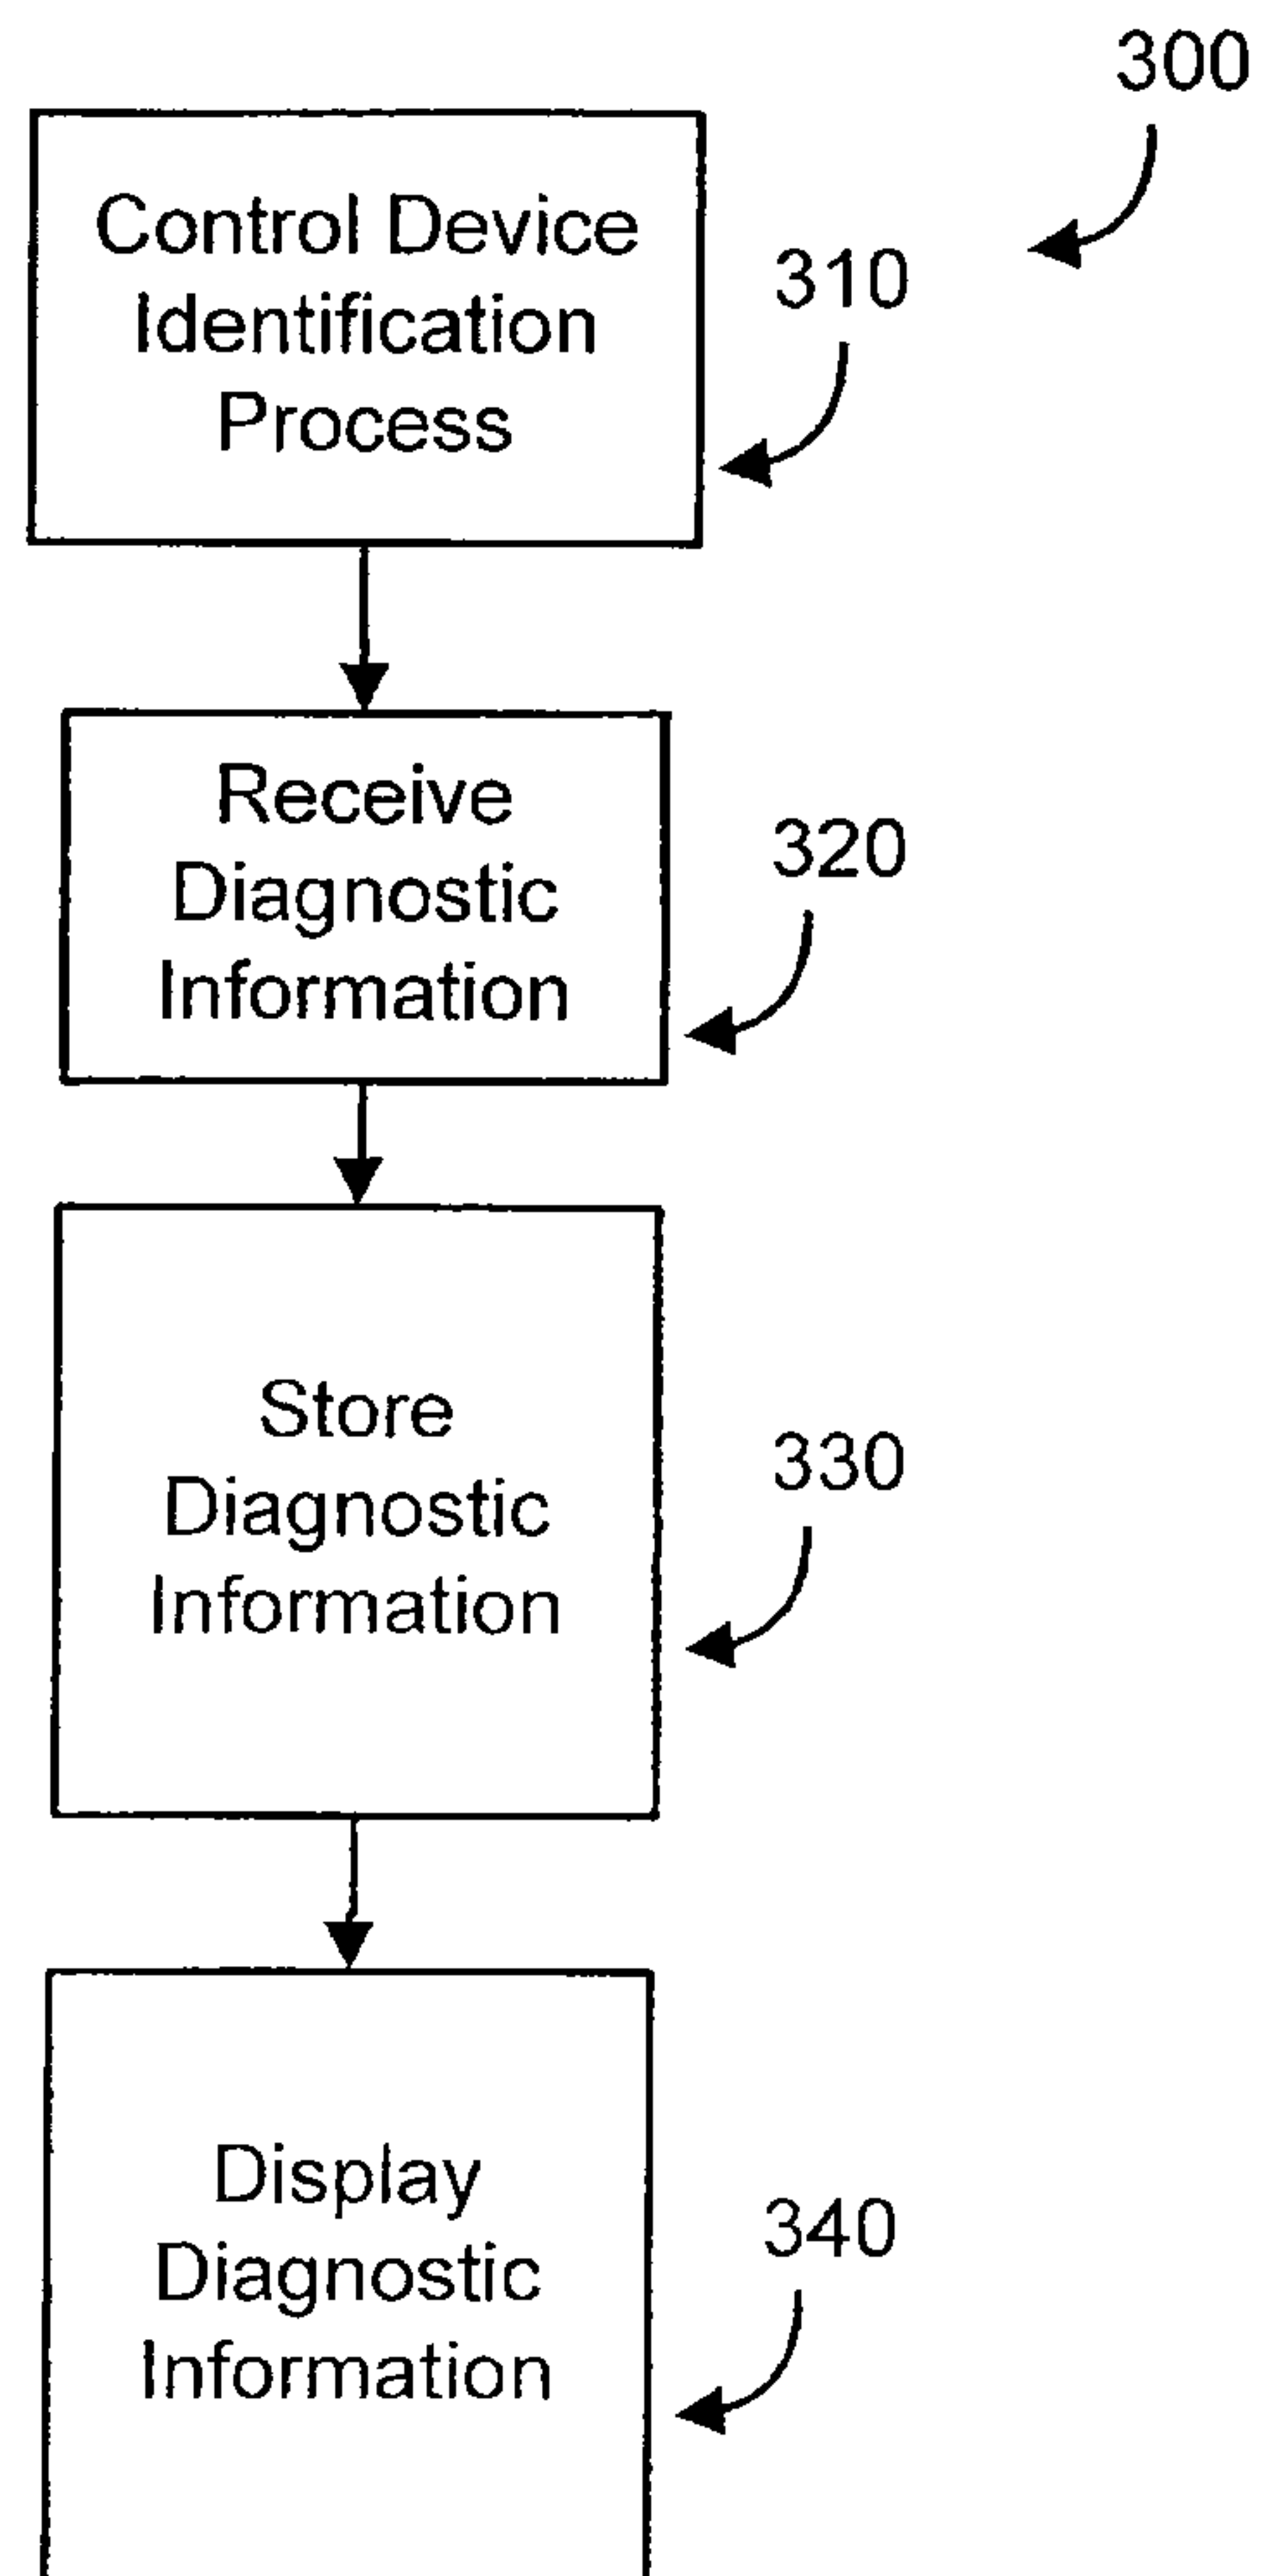 300
Control Device
Identification
Process
310
Receive
Diagnostic
Information
320
Store
Diagnostic
Information
330
Display
Diagnostic
Information
340